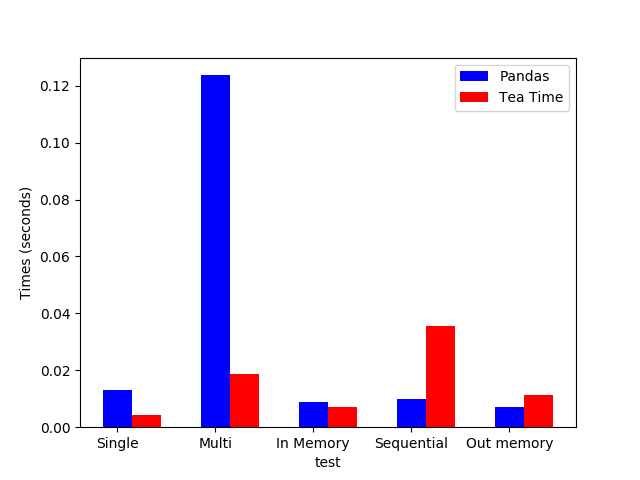 Pandas
Tea Time
0.12
0.10
0.08
0.06
0.04
0.02
0.00
Times (seconds)
Single Multi In Memory Sequential Out memory
test